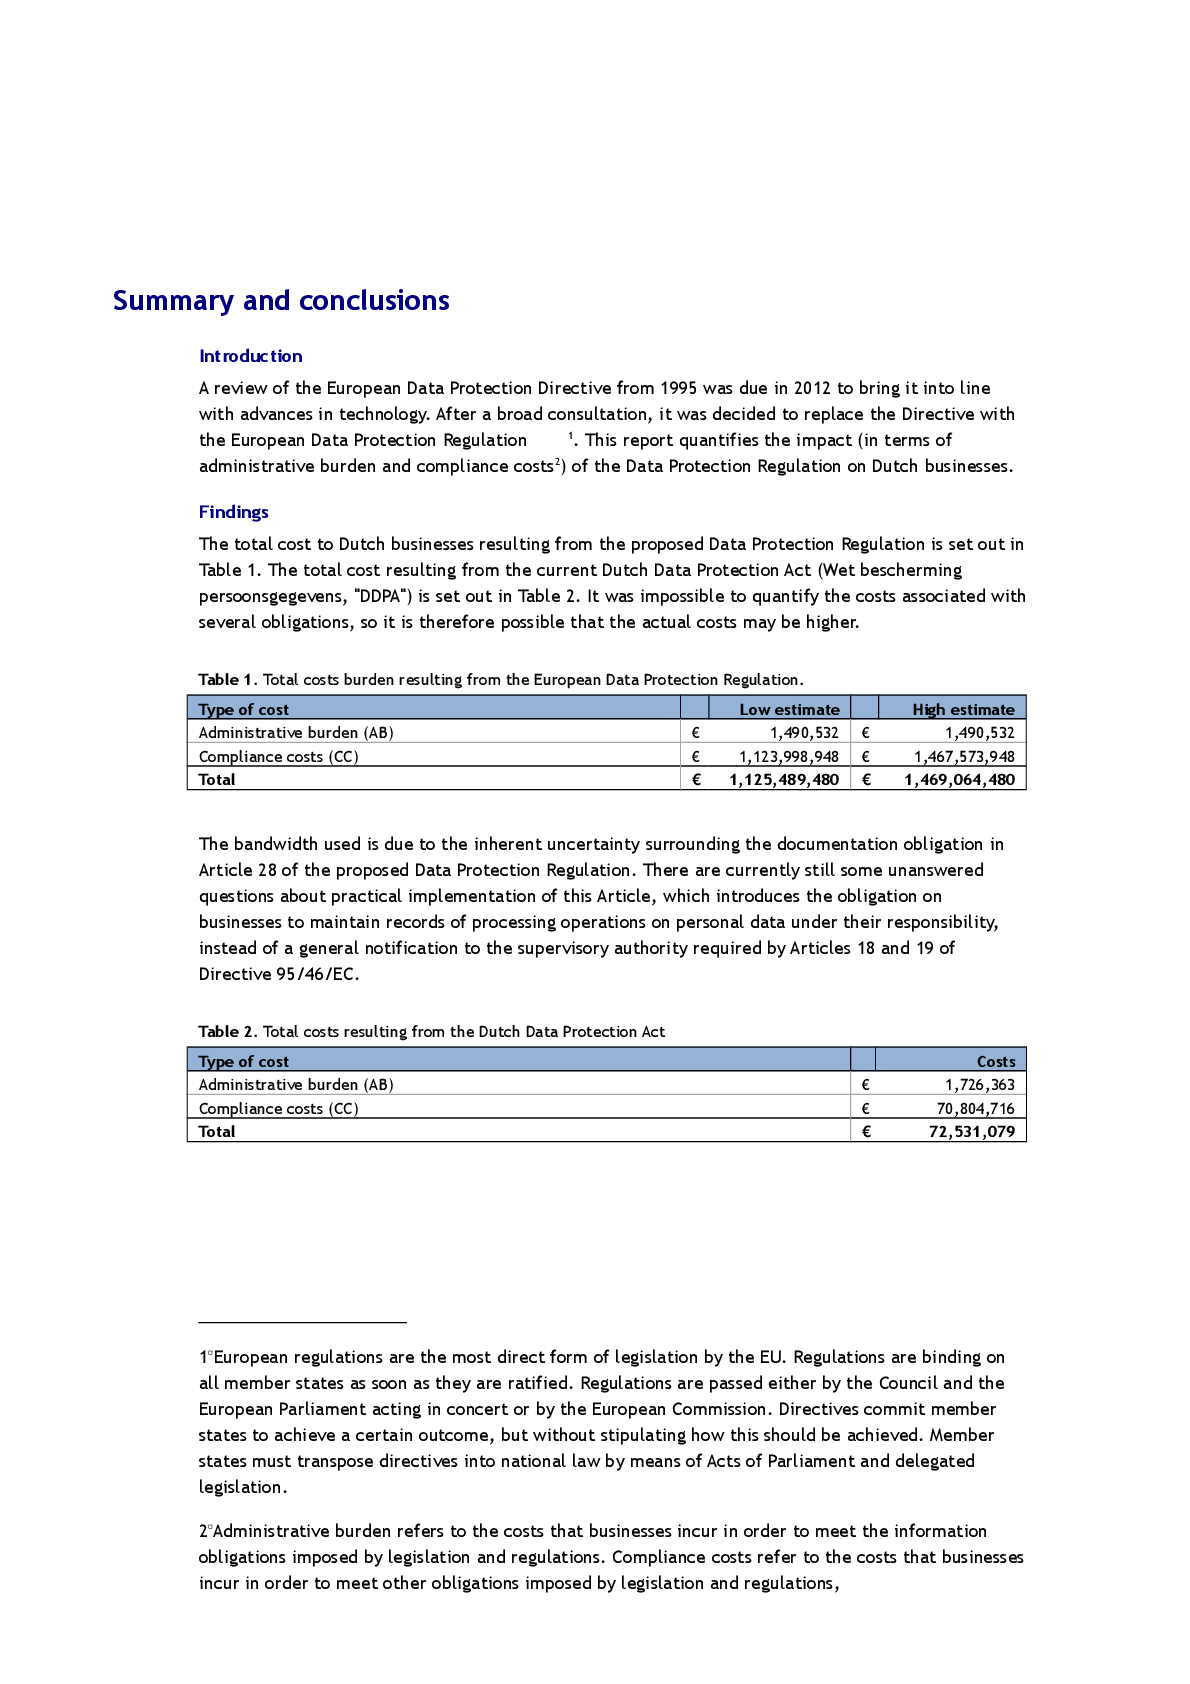 Summary and conclusions
Introduction
A review of the European Data Protection Directive from 1995 was due in 2012 to bring it into line
with advances in technology. After a broad consultation, it was decided to replace the Directive with
the European Data Protection Regulation 1. This report quantifies the impact (in terms of
administrative burden and compliance costs2) of the Data Protection Regulation on Dutch businesses.
Findings
The total cost to Dutch businesses resulting from the proposed Data Protection Regulation is set out in
Table 1. The total cost resulting from the current Dutch Data Protection Act (Wet bescherming
persoonsgegevens, "DDPA") is set out in Table 2. It was impossible to quantify the costs associated with
several obligations, so it is therefore possible that the actual costs may be higher.
Table 1. Total costs burden resulting from the European Data Protection Regulation.
Type of cost Low estimate High estimate
Administrative burden (AB) € 1,490,532 € 1,490,532
Compliance costs (CC) € 1,123,998,948 € 1,467,573,948
Total € 1,125,489,480 € 1,469,064,480
The bandwidth used is due to the inherent uncertainty surrounding the documentation obligation in
Article 28 of the proposed Data Protection Regulation. There are currently still some unanswered
questions about practical implementation of this Article, which introduces the obligation on
businesses to maintain records of processing operations on personal data under their responsibility,
instead of a general notification to the supervisory authority required by Articles 18 and 19 of
Directive 95/46/EC.
Table 2. Total costs resulting from the Dutch Data Protection Act
Type of cost Costs
Administrative burden (AB) € 1,726,363
Compliance costs (CC) € 70,804,716
Total € 72,531,079
1°European regulations are the most direct form of legislation by the EU. Regulations are binding on
all member states as soon as they are ratified. Regulations are passed either by the Council and the
European Parliament acting in concert or by the European Commission. Directives commit member
states to achieve a certain outcome, but without stipulating how this should be achieved. Member
states must transpose directives into national law by means of Acts of Parliament and delegated
legislation.
2°Administrative burden refers to the costs that businesses incur in order to meet the information
obligations imposed by legislation and regulations. Compliance costs refer to the costs that businesses
incur in order to meet other obligations imposed by legislation and regulations,